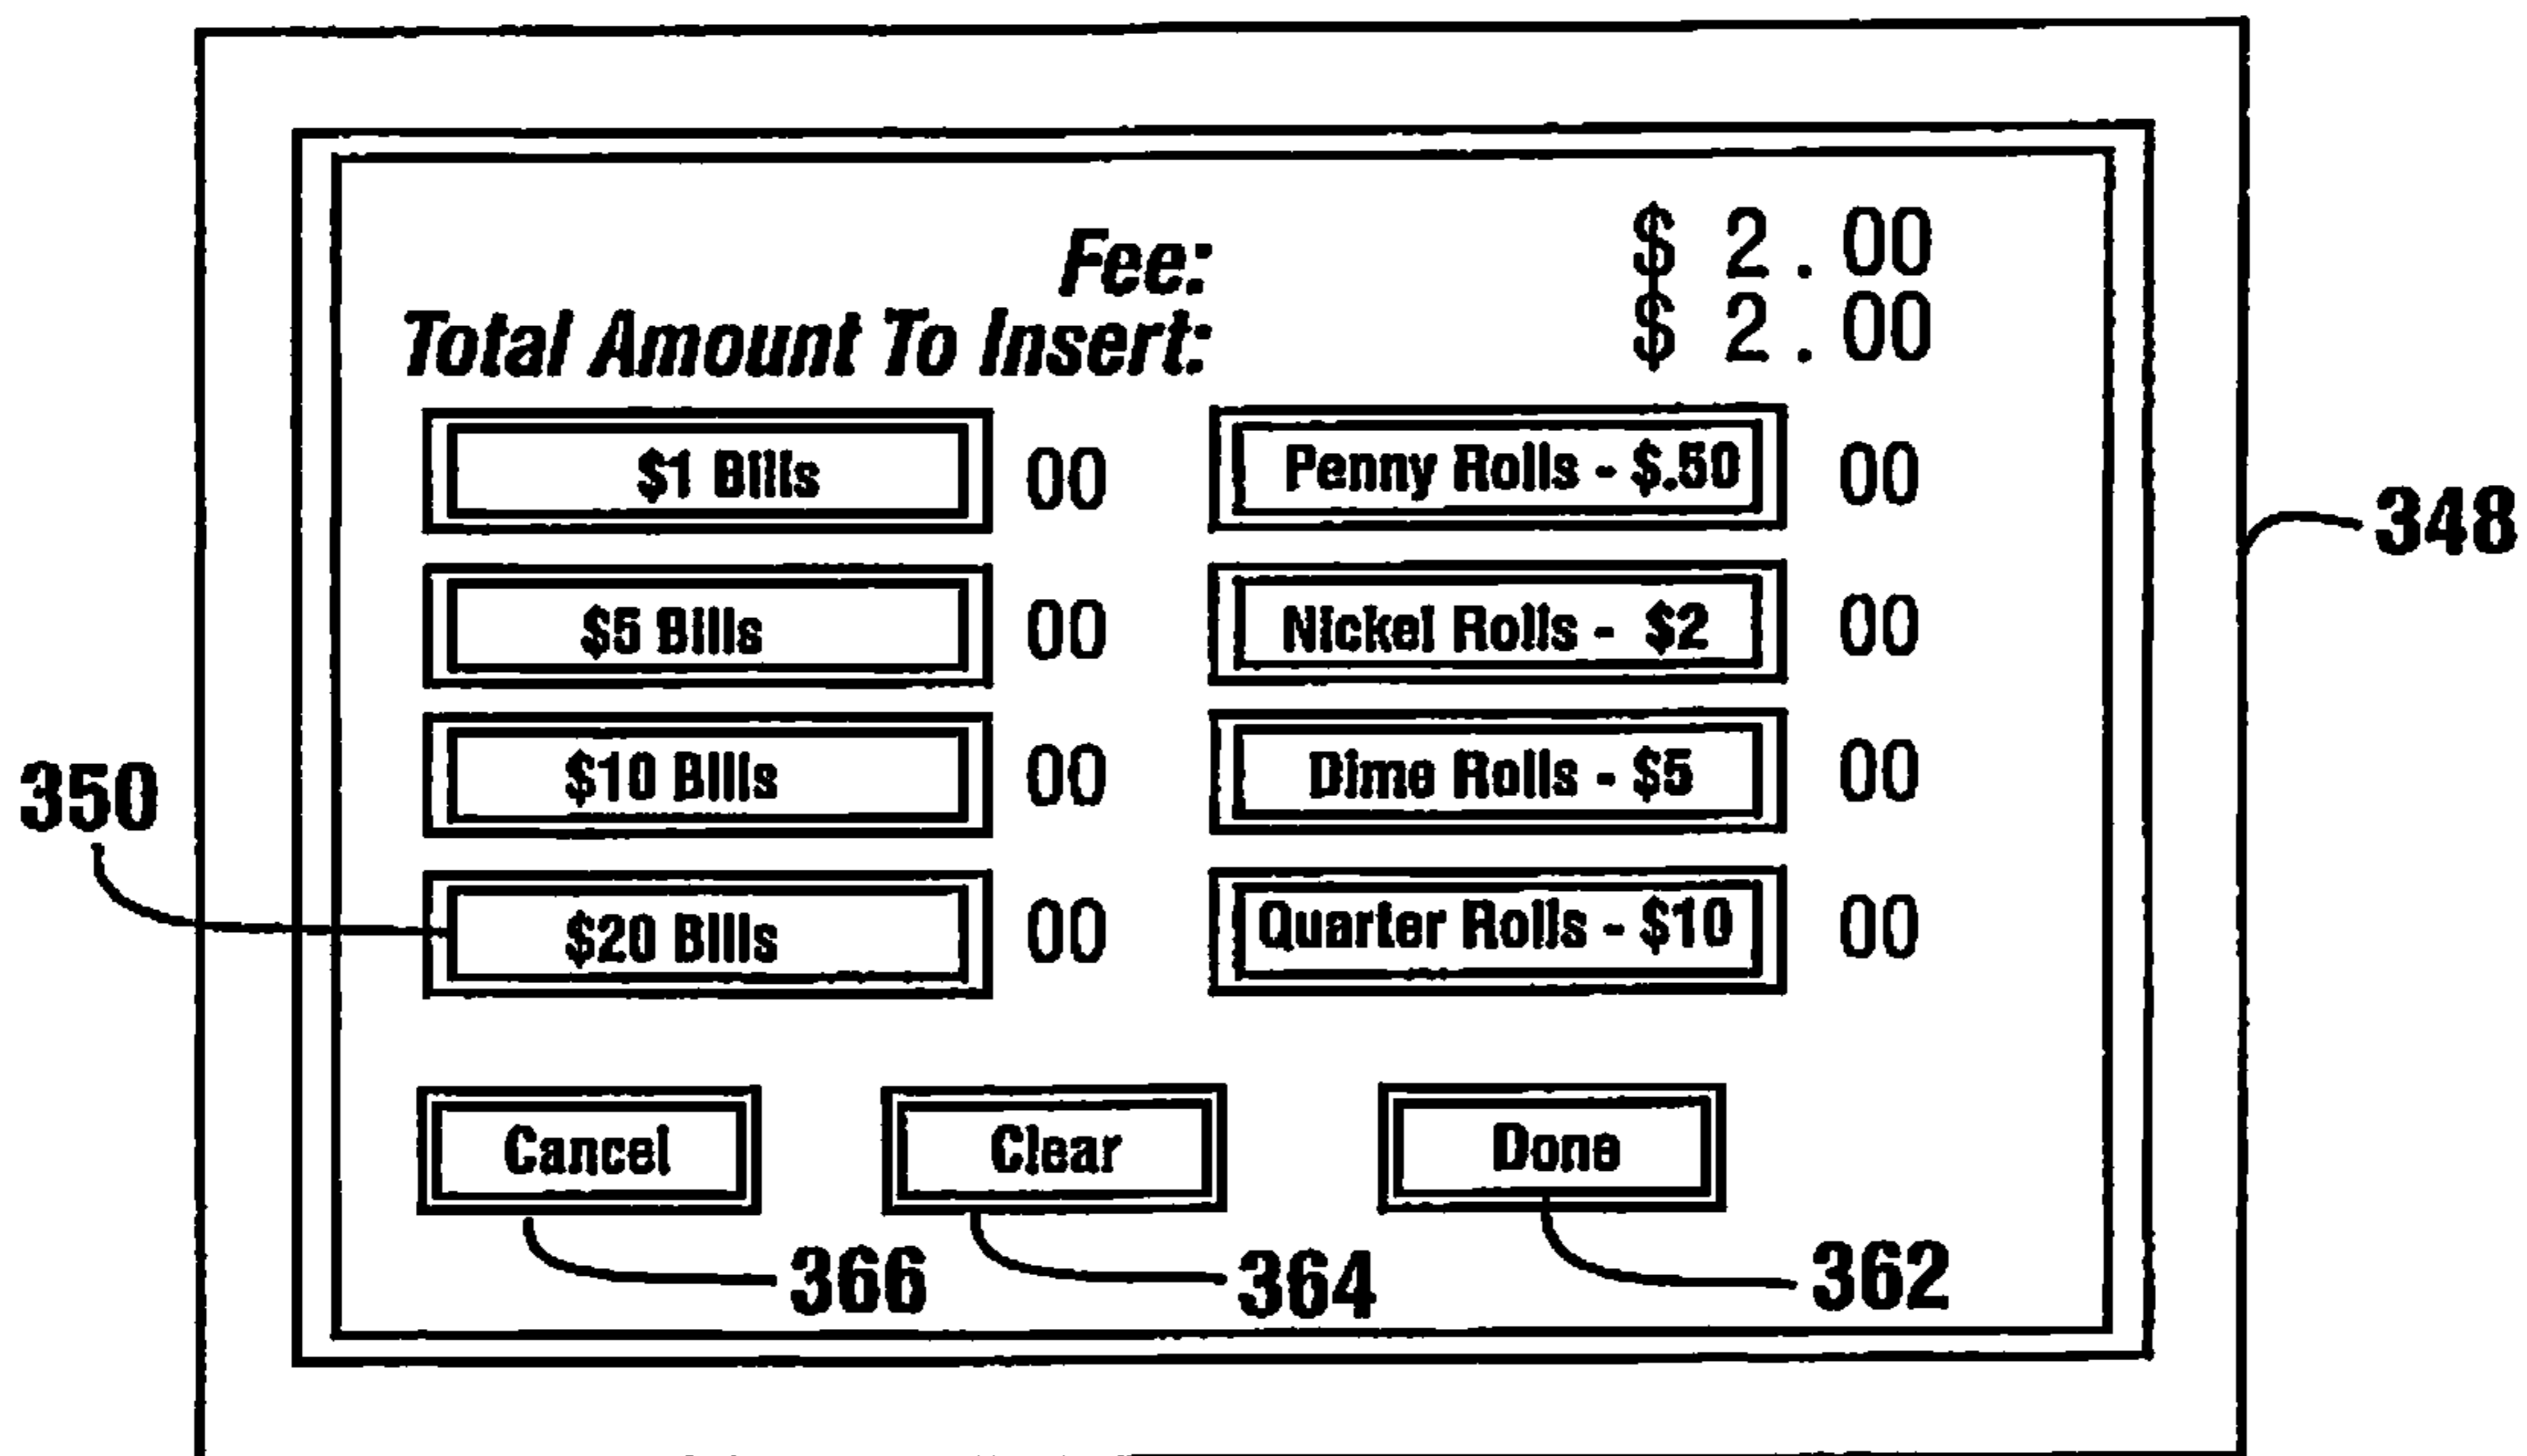 Fee: $ 2.00
Total Amount To Insert: $ 2.00
$1 Bills 00 Penny Rolls - $.50 00
348
$5 Bills 00 Nickel Rolls - $2 00
$10 Bills 00 Dime Rolls - $5 00
350
$20 Bills 00 Quarter Rolls - $10 00
Cancel Clear Done
366 364 362